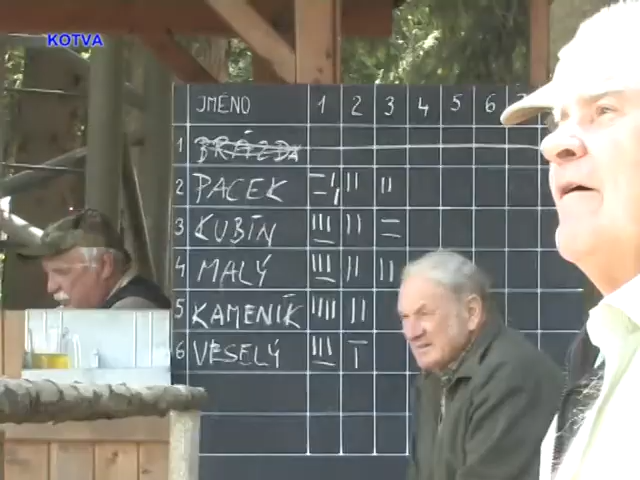 KOTVA
JMÉNO 1 2 3 4 5 6
1 BRÁZDA
2 PACEK
3 KUBÍN
4 MALÝ
5 KAMENÍK
6 VESELÝ